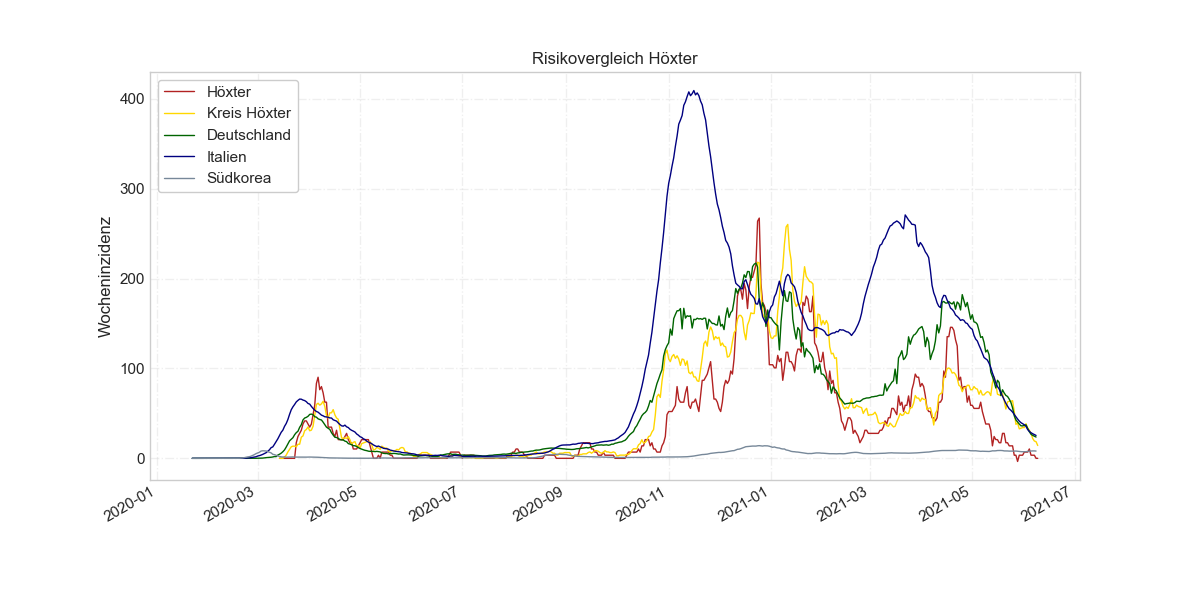 Risikovergleich Höxter
Höxter
Kreis Höxter
Deutschland
Italien
Südkorea
Wocheninzidenz
400
300
200
100
0
2020-01
2020-03
2020-05
2020-07
2020-09
2020-11
2021-01
2021-03
2021-05
2021-07